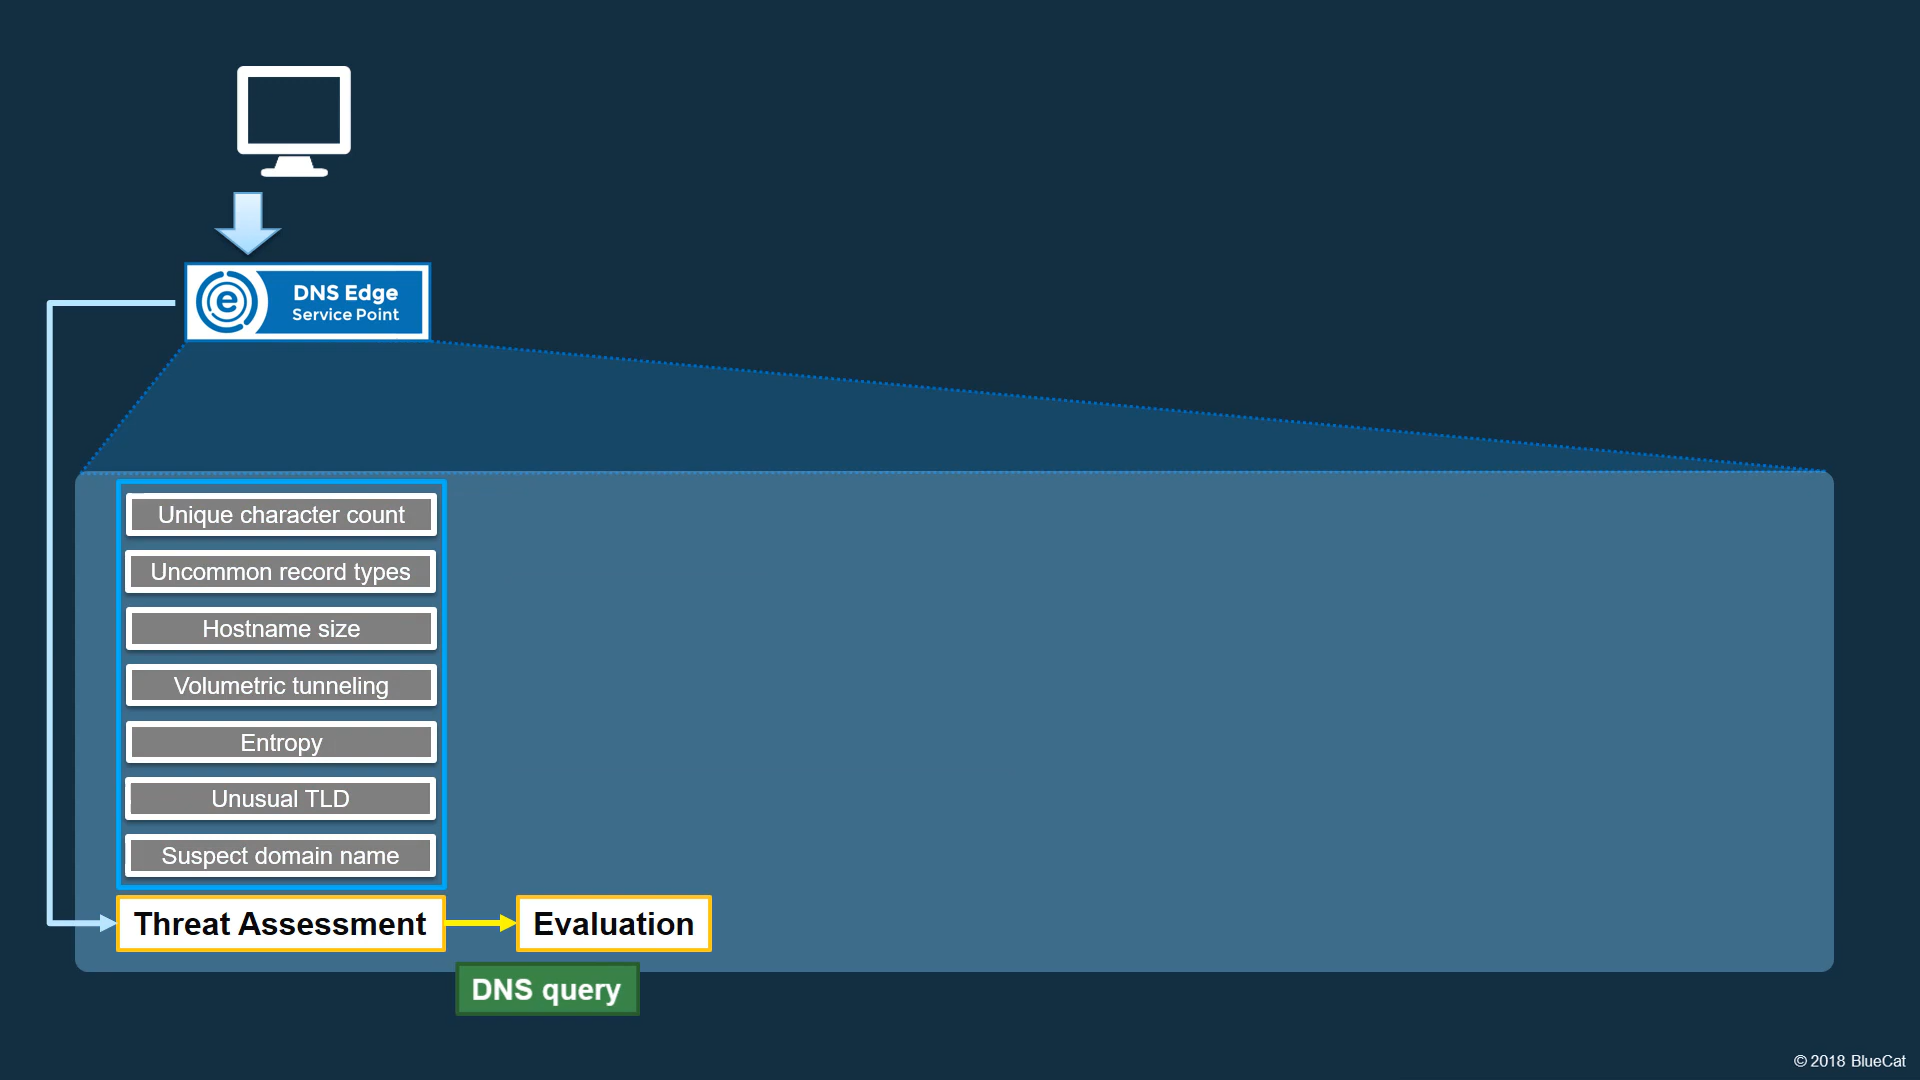 e
DNS Edge
Service Point
Unique character count
Uncommon record types
Hostname size
Volumetric tunneling
Entropy
Unusual TLD
Suspect domain name
Threat Assessment
Evaluation
DNS query
© 2018 BlueCat